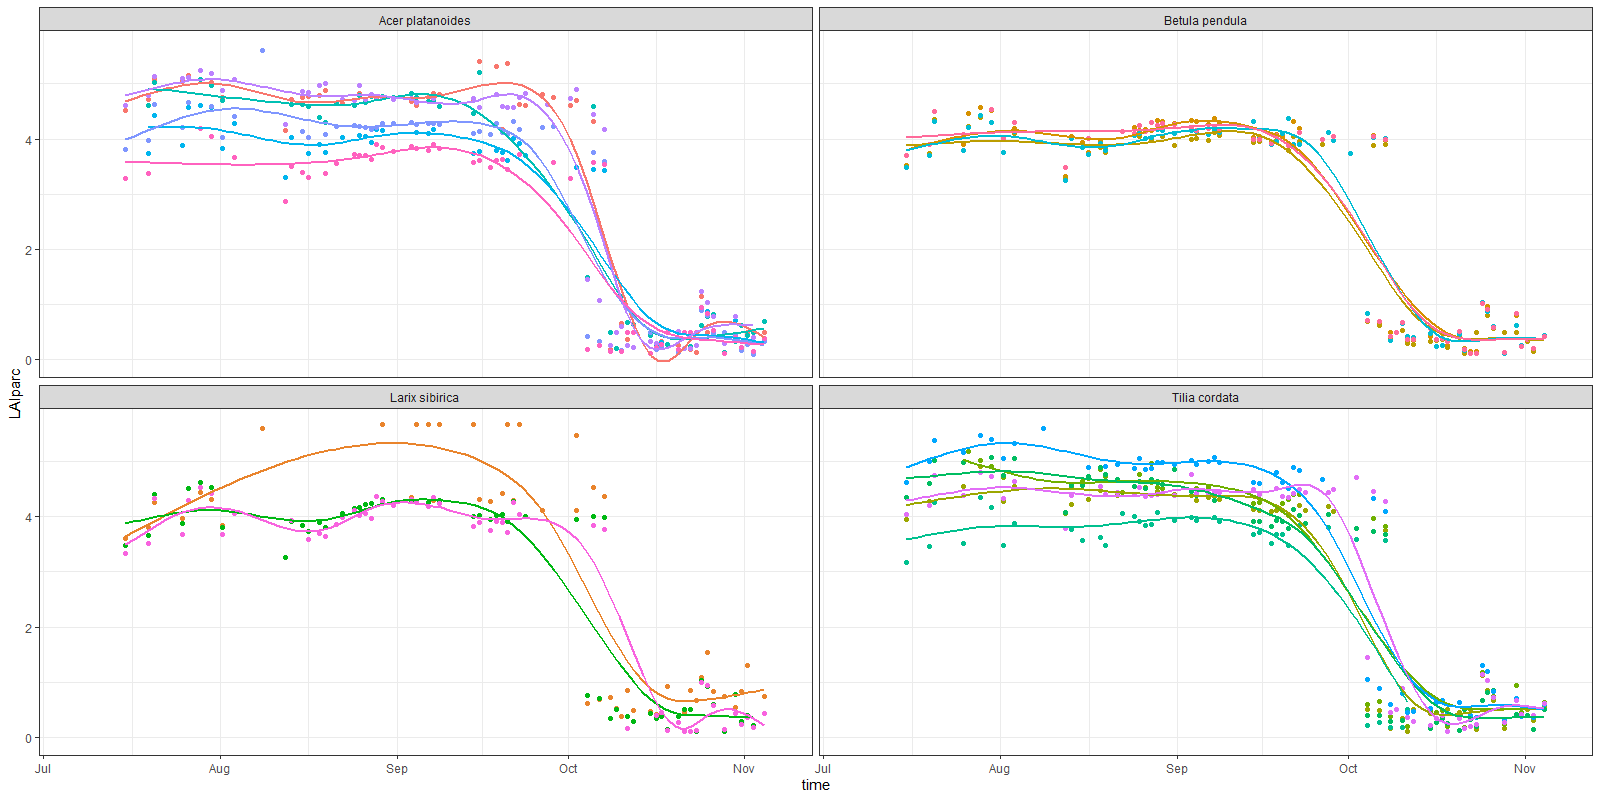 Acer platanoides
Betula pendula
4
2
0
Larix sibirica
Tilia cordata
4
2
0
LAIparc
Jul
Aug
Sep
Oct
Nov
Jul
Aug
Sep
Oct
Nov
time